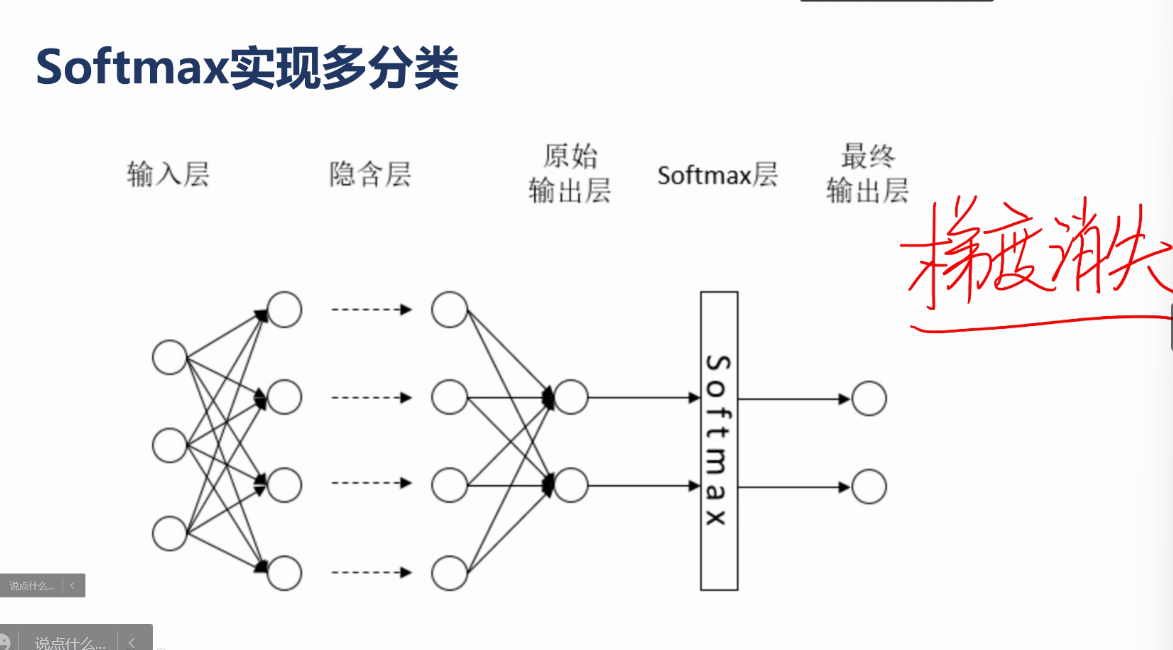 Softmax实现多分类
输入层
隐含层
原始
输出层
Softmax层
最终
输出层
梯度消失
Softmax
说点什么...
说点什么...